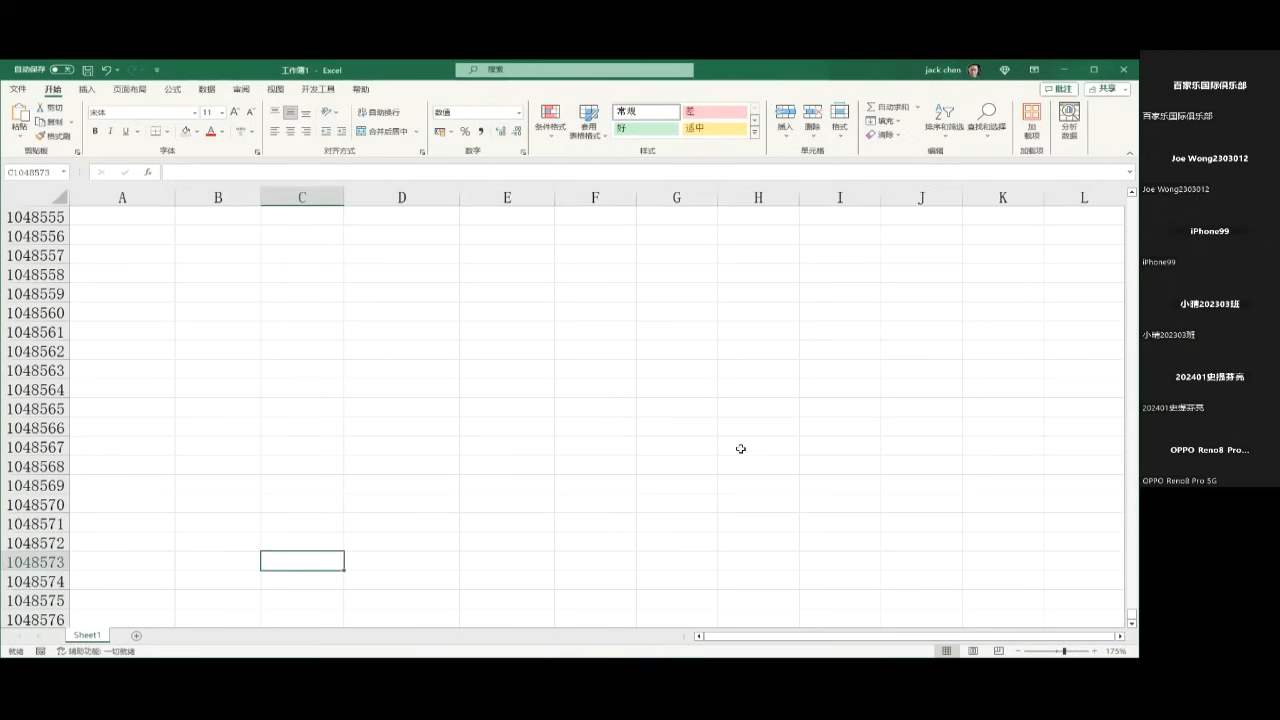 自动保存
工作簿1 - Excel
搜索
jack chen
文件 开始 插入 页面布局 公式 数据 审阅 视图 开发工具 帮助
批注 共享
粘贴
剪切
复制
格式刷
剪贴板
宋体 11
B I U A
字体
自动换行
合并后居中
对齐方式
数值
%
数字
条件格式
套用
表格格式
常规 差
好 适中
样式
插入 删除 格式
单元格
自动求和
填充
清除
排序和筛选 查找和选择
编辑
加
载项
加载项
分析
数据
C1048573 fx
A B C D E F G H I J K L
1048555
1048556
1048557
1048558
1048559
1048560
1048561
1048562
1048563
1048564
1048565
1048566
1048567
1048568
1048569
1048570
1048571
1048572
1048573
1048574
1048575
1048576
Sheet1
就绪 辅助功能: 一切就绪
175%
百家乐国际俱乐部
百家乐国际俱乐部
Joe Wong2303012
Joe Wong2303012
iPhone99
iPhone99
小猜202303班
小猜202303班
202401史提芬亮
202401史提芬亮
OPPO Reno8 Pro...
OPPO Reno8 Pro 5G